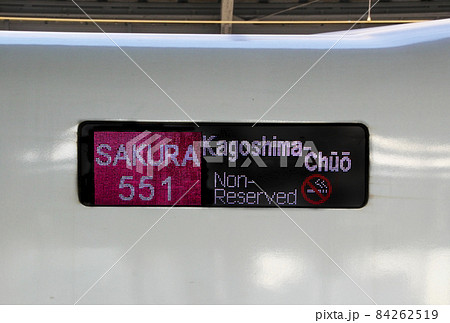 SAKURA
551
Kagoshima-
Chūō
Non-
Reserved
PIXTA
pixta.jp - 84262519